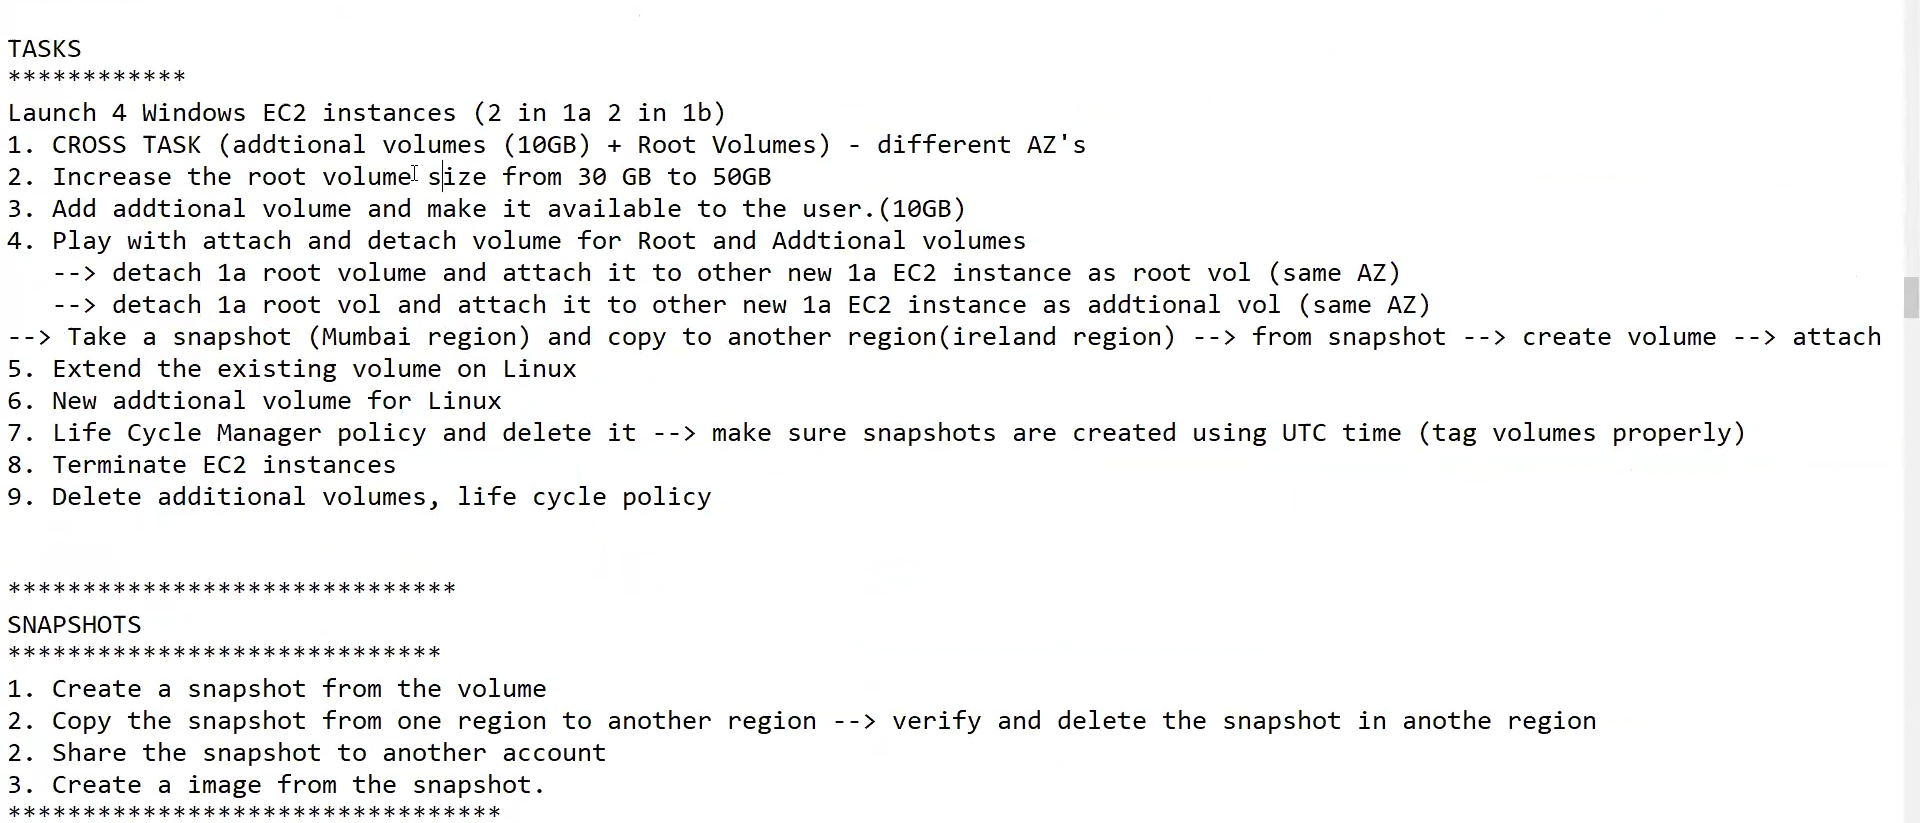 TASKS
************
Launch 4 Windows EC2 instances (2 in 1a 2 in 1b)
1. CROSS TASK (addtional volumes (10GB) + Root Volumes) - different AZ's
2. Increase the root volume size from 30 GB to 50GB
3. Add addtional volume and make it available to the user.(10GB)
4. Play with attach and detach volume for Root and Addtional volumes
   --> detach 1a root volume and attach it to other new 1a EC2 instance as root vol (same AZ)
   --> detach 1a root vol and attach it to other new 1a EC2 instance as addtional vol (same AZ)
--> Take a snapshot (Mumbai region) and copy to another region(ireland region) --> from snapshot --> create volume --> attach
5. Extend the existing volume on Linux
6. New addtional volume for Linux
7. Life Cycle Manager policy and delete it --> make sure snapshots are created using UTC time (tag volumes properly)
8. Terminate EC2 instances
9. Delete additional volumes, life cycle policy
******************************
SNAPSHOTS
*****************************
1. Create a snapshot from the volume
2. Copy the snapshot from one region to another region --> verify and delete the snapshot in anothe region
2. Share the snapshot to another account
3. Create a image from the snapshot.
*********************************